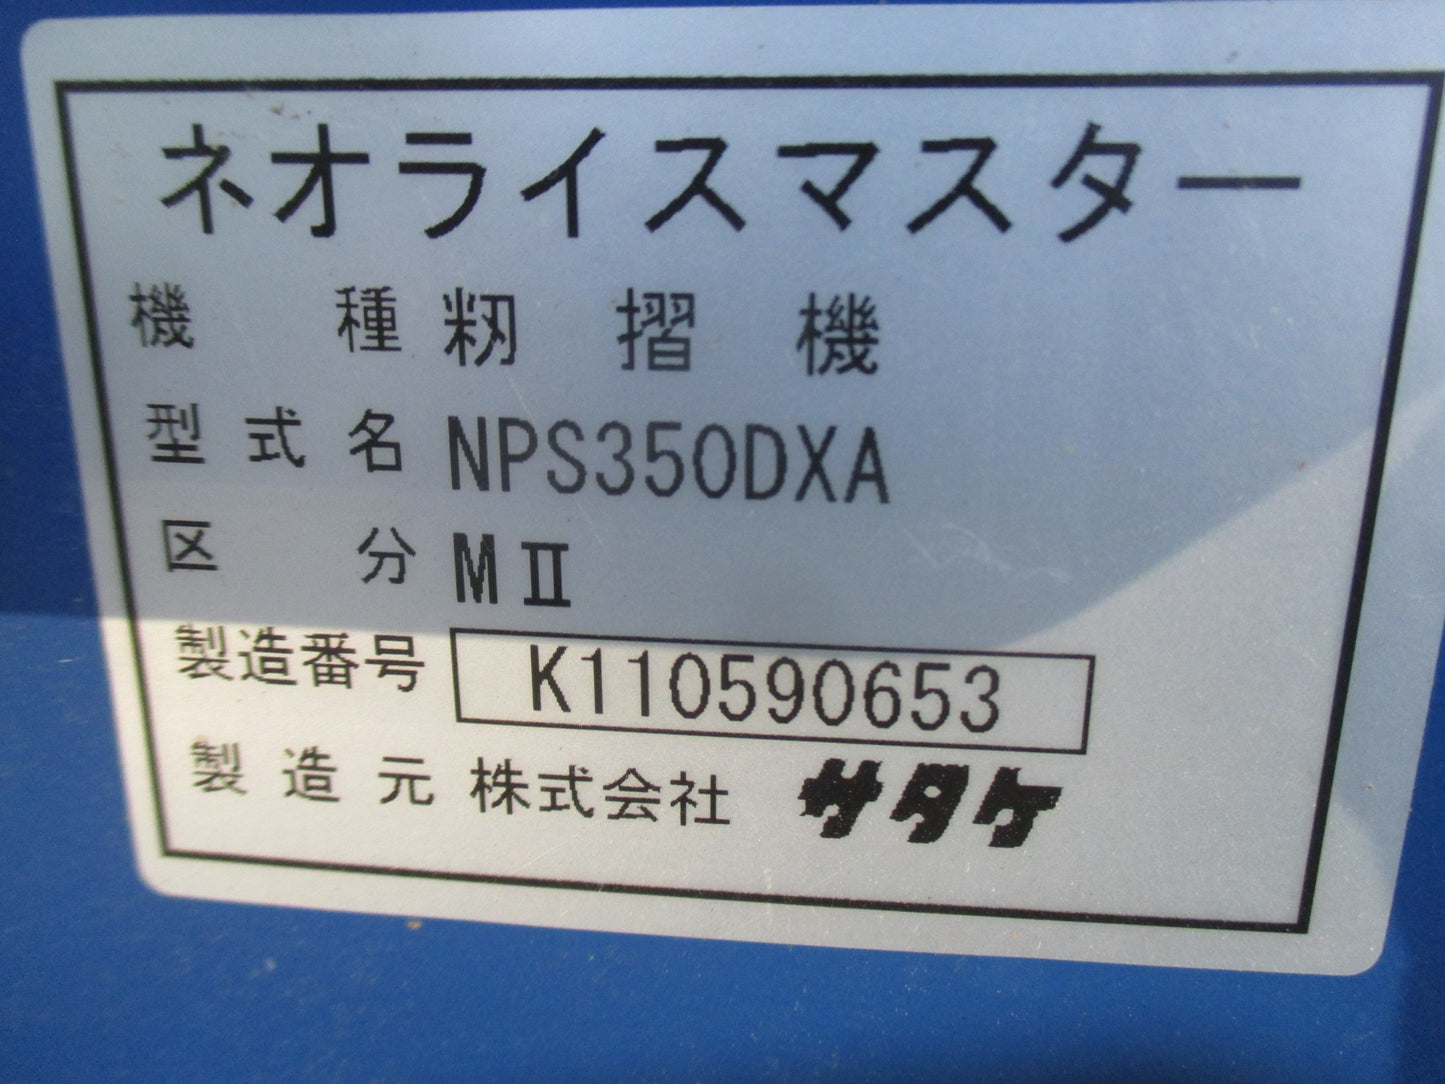 ネオライスマスター
機種 籾摺機
型式名 NPS350DXA
区分 MⅡ
製造番号 K110590653
製造元 株式会社 サタケ